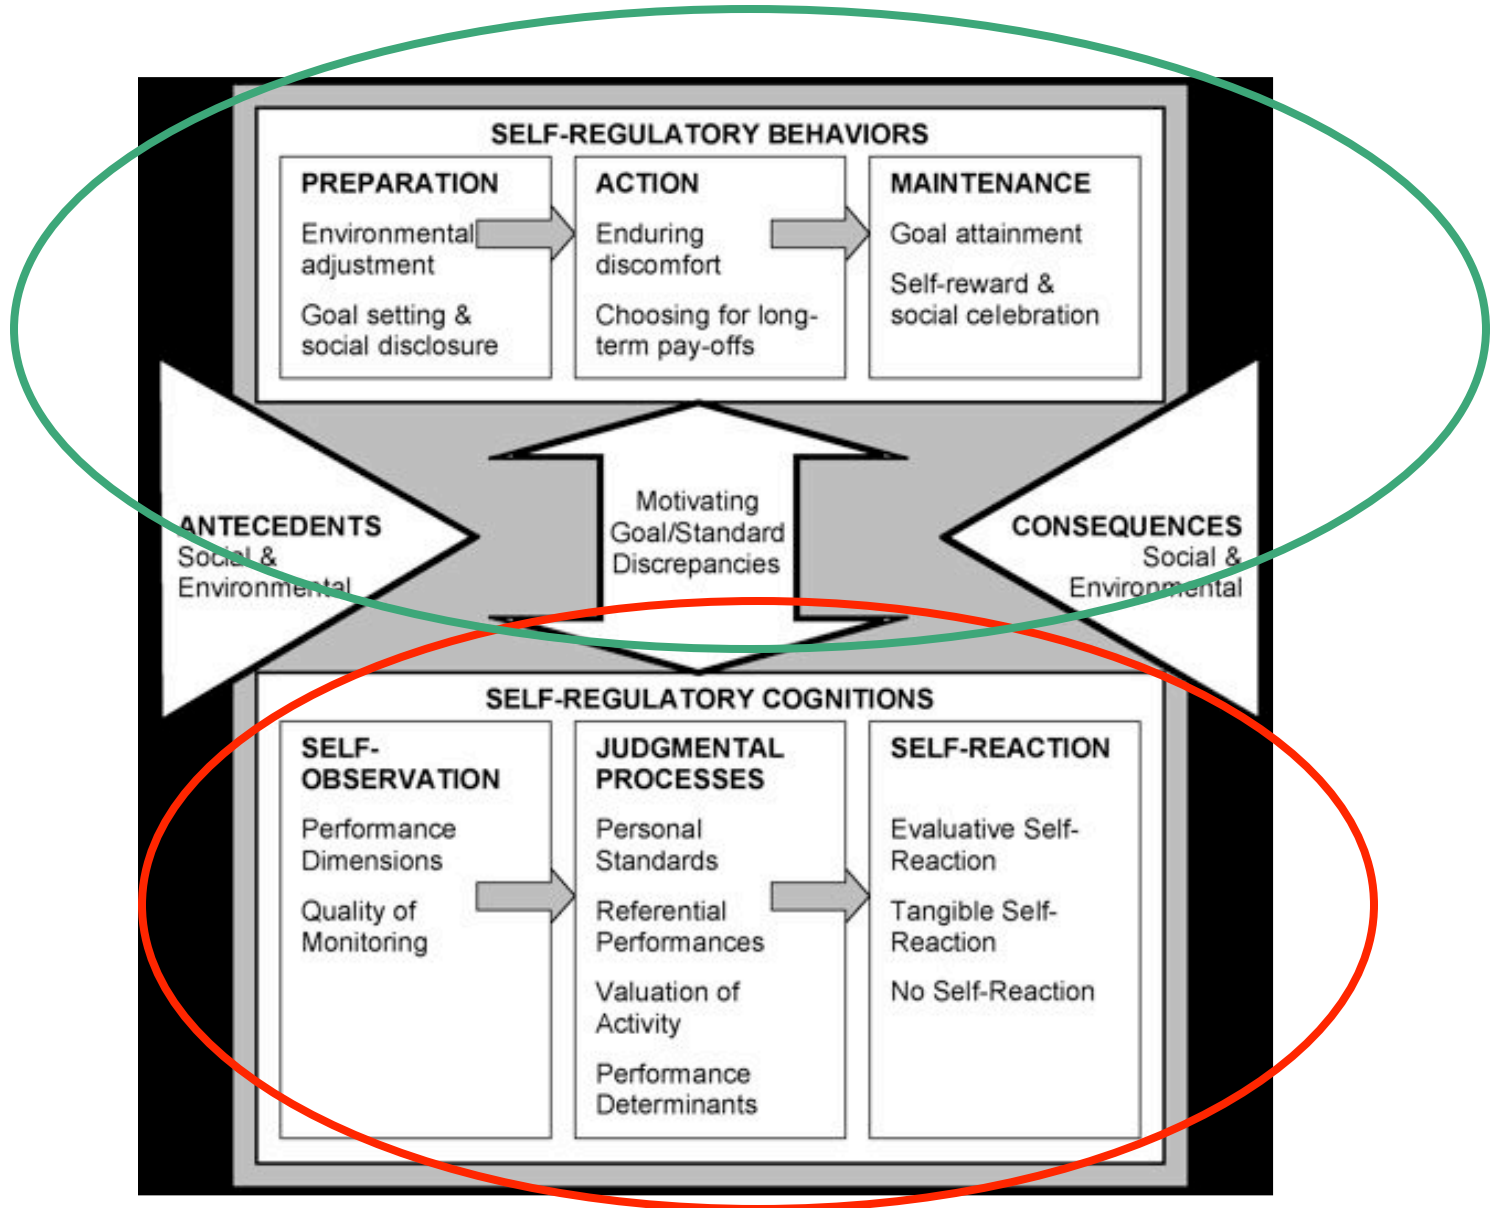 SELF-REGULATORY BEHAVIORS
PREPARATION
Environmental
adjustment
Goal setting &
social disclosure
ACTION
Enduring
discomfort
Choosing for long-
term pay-offs
MAINTENANCE
Goal attainment
Self-reward &
social celebration
ANTECEDENTS
Social &
Environmental
Motivating
Goal/Standard
Discrepancies
CONSEQUENCES
Social &
Environmental
SELF-REGULATORY COGNITIONS
SELF-
OBSERVATION
Performance
Dimensions
Quality of
Monitoring
JUDGMENTAL
PROCESSES
Personal
Standards
Referential
Performances
Valuation of
Activity
Performance
Determinants
SELF-REACTION
Evaluative Self-
Reaction
Tangible Self-
Reaction
No Self-Reaction